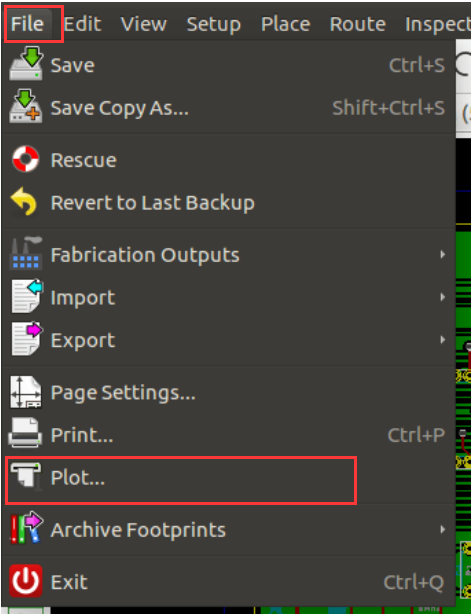 File Edit View Setup Place Route Inspect
Save Ctrl+S
Save Copy As... Shift+Ctrl+S
Rescue
Revert to Last Backup
Fabrication Outputs
Import
Export
Page Settings...
Print... Ctrl+P
Plot...
Archive Footprints
Exit Ctrl+Q